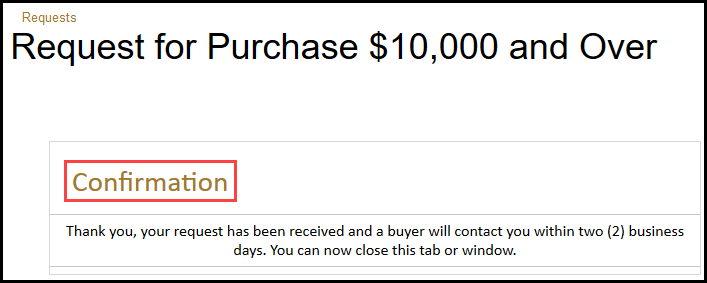 Requests
Request for Purchase $10,000 and Over
Confirmation
Thank you, your request has been received and a buyer will contact you within two (2) business
days. You can now close this tab or window.